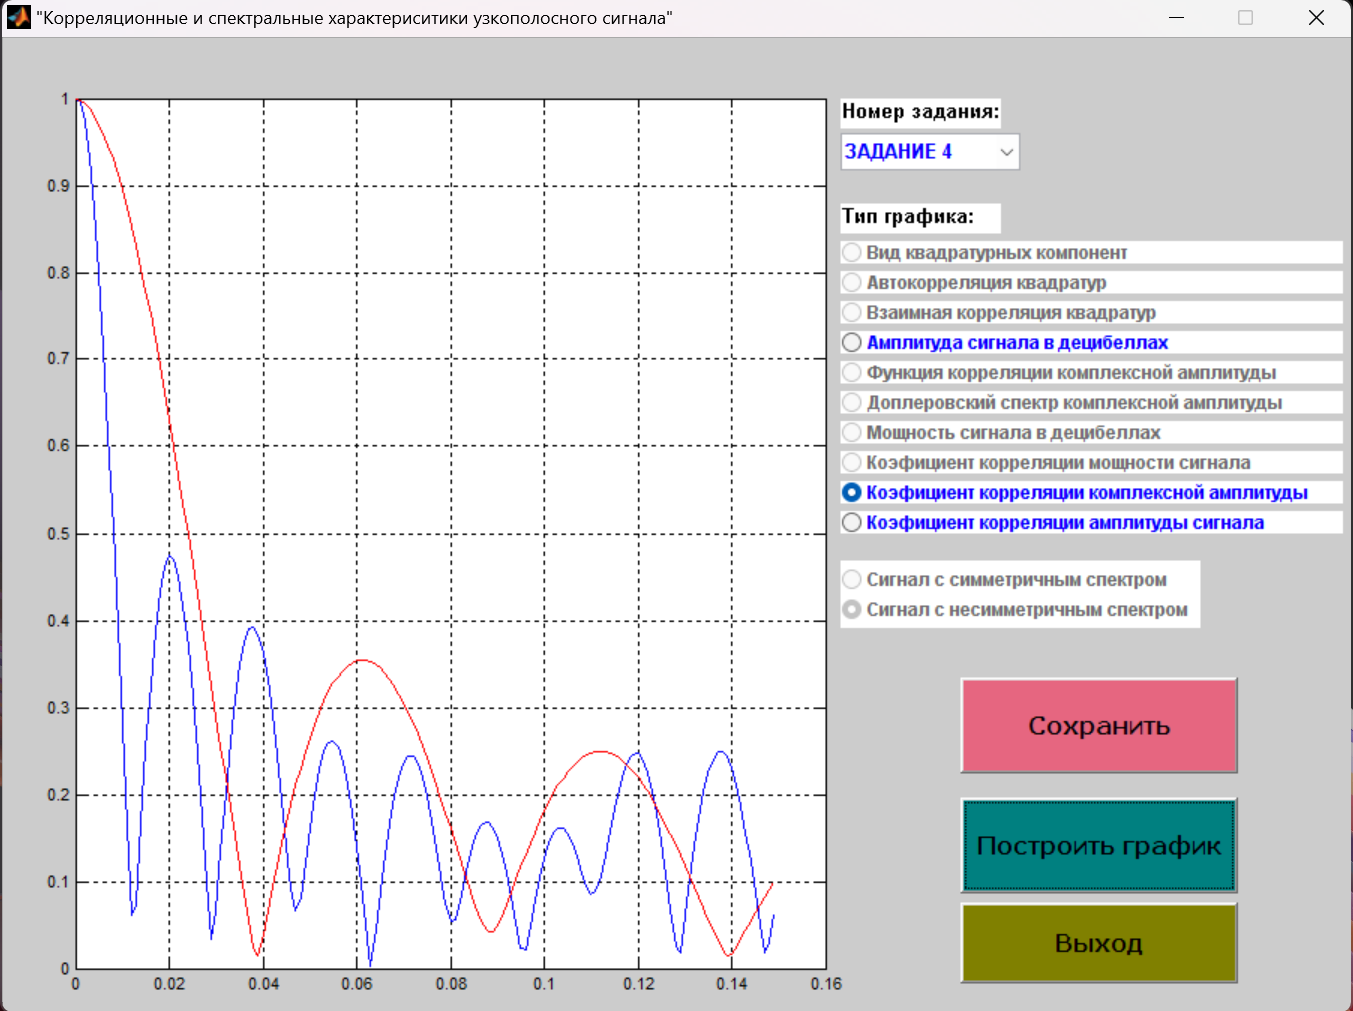 "Корреляционные и спектральные характериситики узкополосного сигнала"
1
0.9
0.8
0.7
0.6
0.5
0.4
0.3
0.2
0.1
0
0 0.02 0.04 0.06 0.08 0.1 0.12 0.14 0.16
Номер задания:
ЗАДАНИЕ 4
Тип графика:
Вид квадратурных компонент
Автокорреляция квадратур
Взаимная корреляция квадратур
Амплитуда сигнала в децибеллах
Функция корреляции комплексной амплитуды
Доплеровский спектр комплексной амплитуды
Мощность сигнала в децибеллах
Коэфициент корреляции мощности сигнала
Коэфициент корреляции комплексной амплитуды
Коэфициент корреляции амплитуды сигнала
Сигнал с симметричным спектром
Сигнал с несимметричным спектром
Сохранить
Построить график
Выход